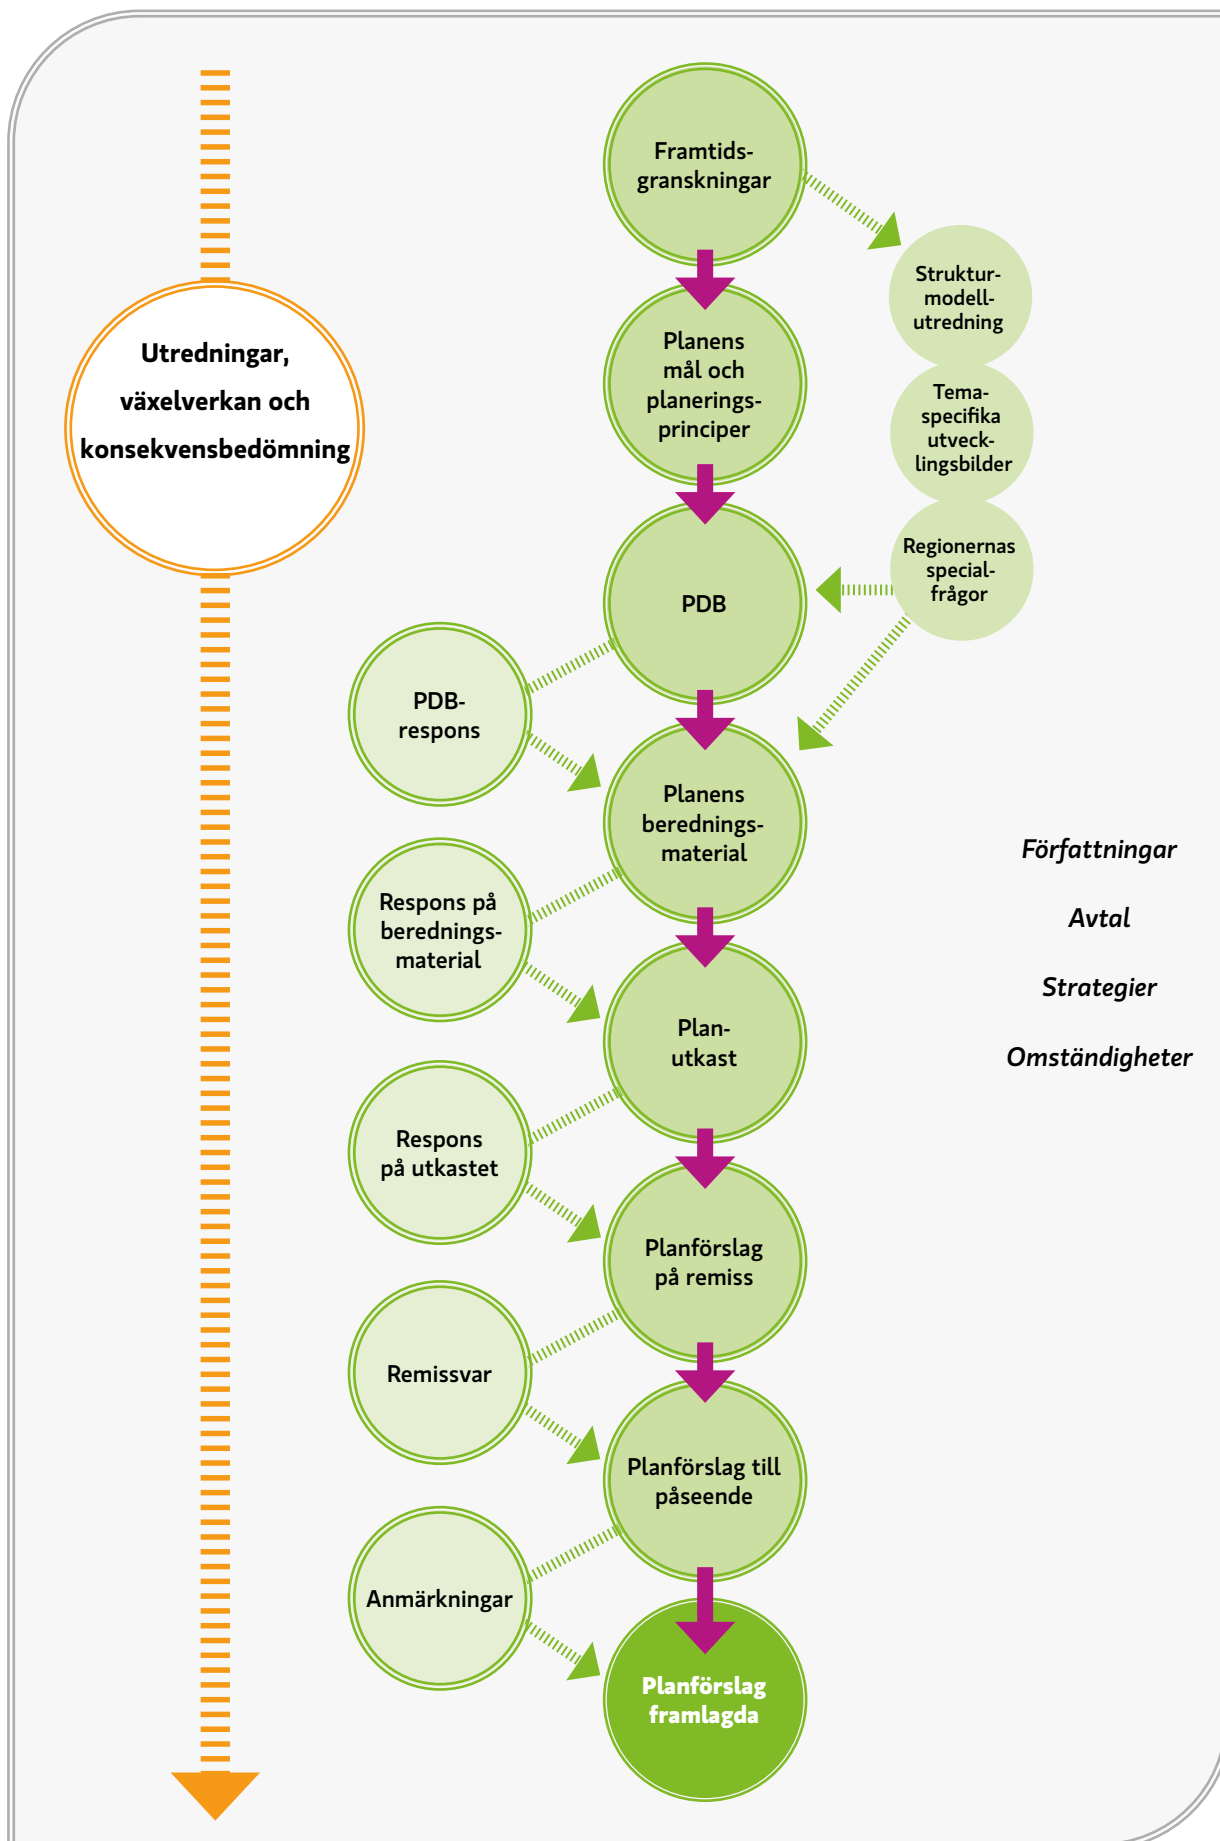 Framtids-
granskningar
Struktur-
modell-
utredning
Utredningar,
växelverkan och
konsekvensbedömning
Planens
mål och
planerings-
principer
Tema-
specifika
utveck-
lingsbilder
Regionernas
special-
frågor
PDB
PDB-
respons
Planens
berednings-
material
Författningar
Avtal
Strategier
Omständigheter
Respons på
berednings-
material
Plan-
utkast
Respons
på utkastet
Planförslag
på remiss
Remissvar
Planförslag till
påseende
Anmärkningar
Planförslag
framlagda